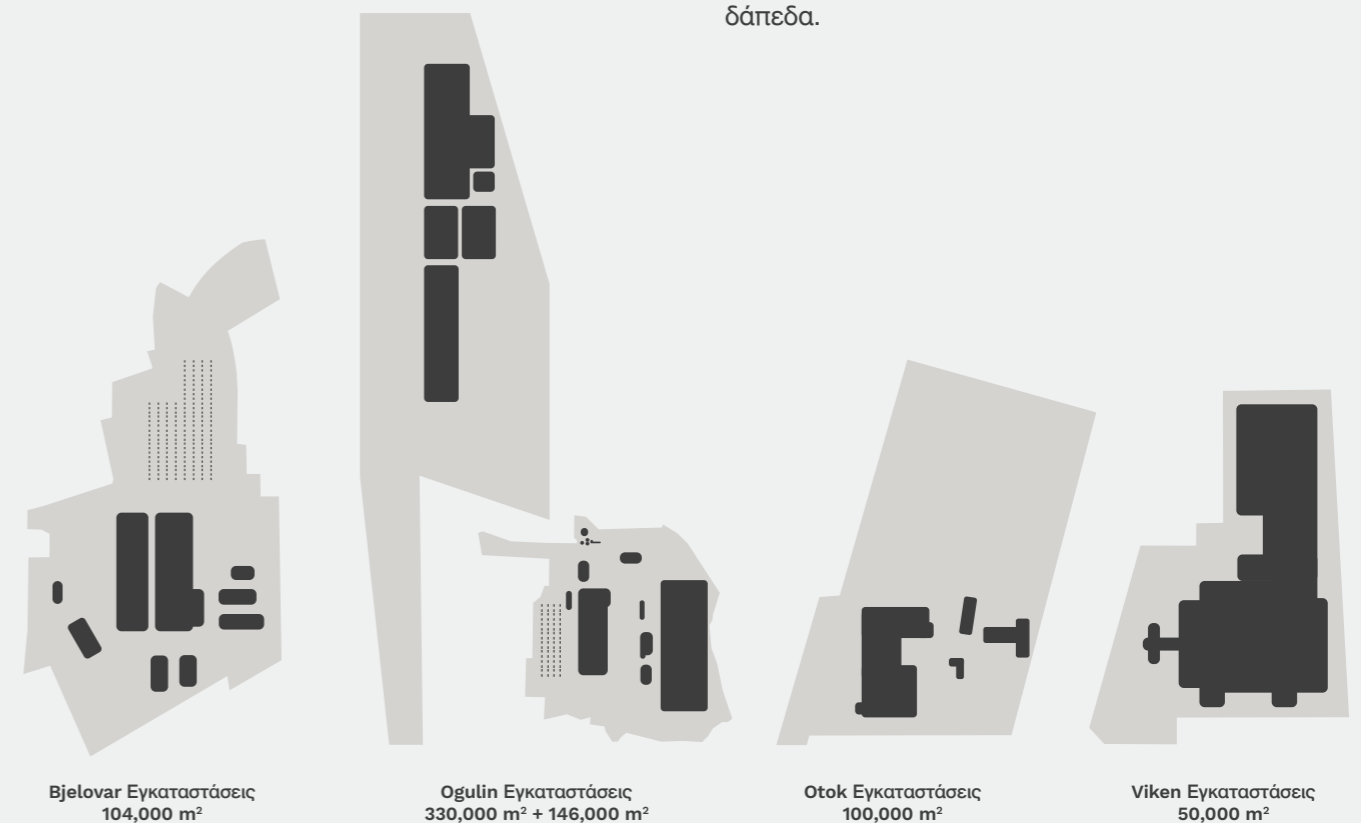 δάπεδα.
Bjelovar Εγκαταστάσεις
104,000 m²
Ogulin Εγκαταστάσεις
330,000 m² + 146,000 m²
Otok Εγκαταστάσεις
100,000 m²
Viken Εγκαταστάσεις
50,000 m²